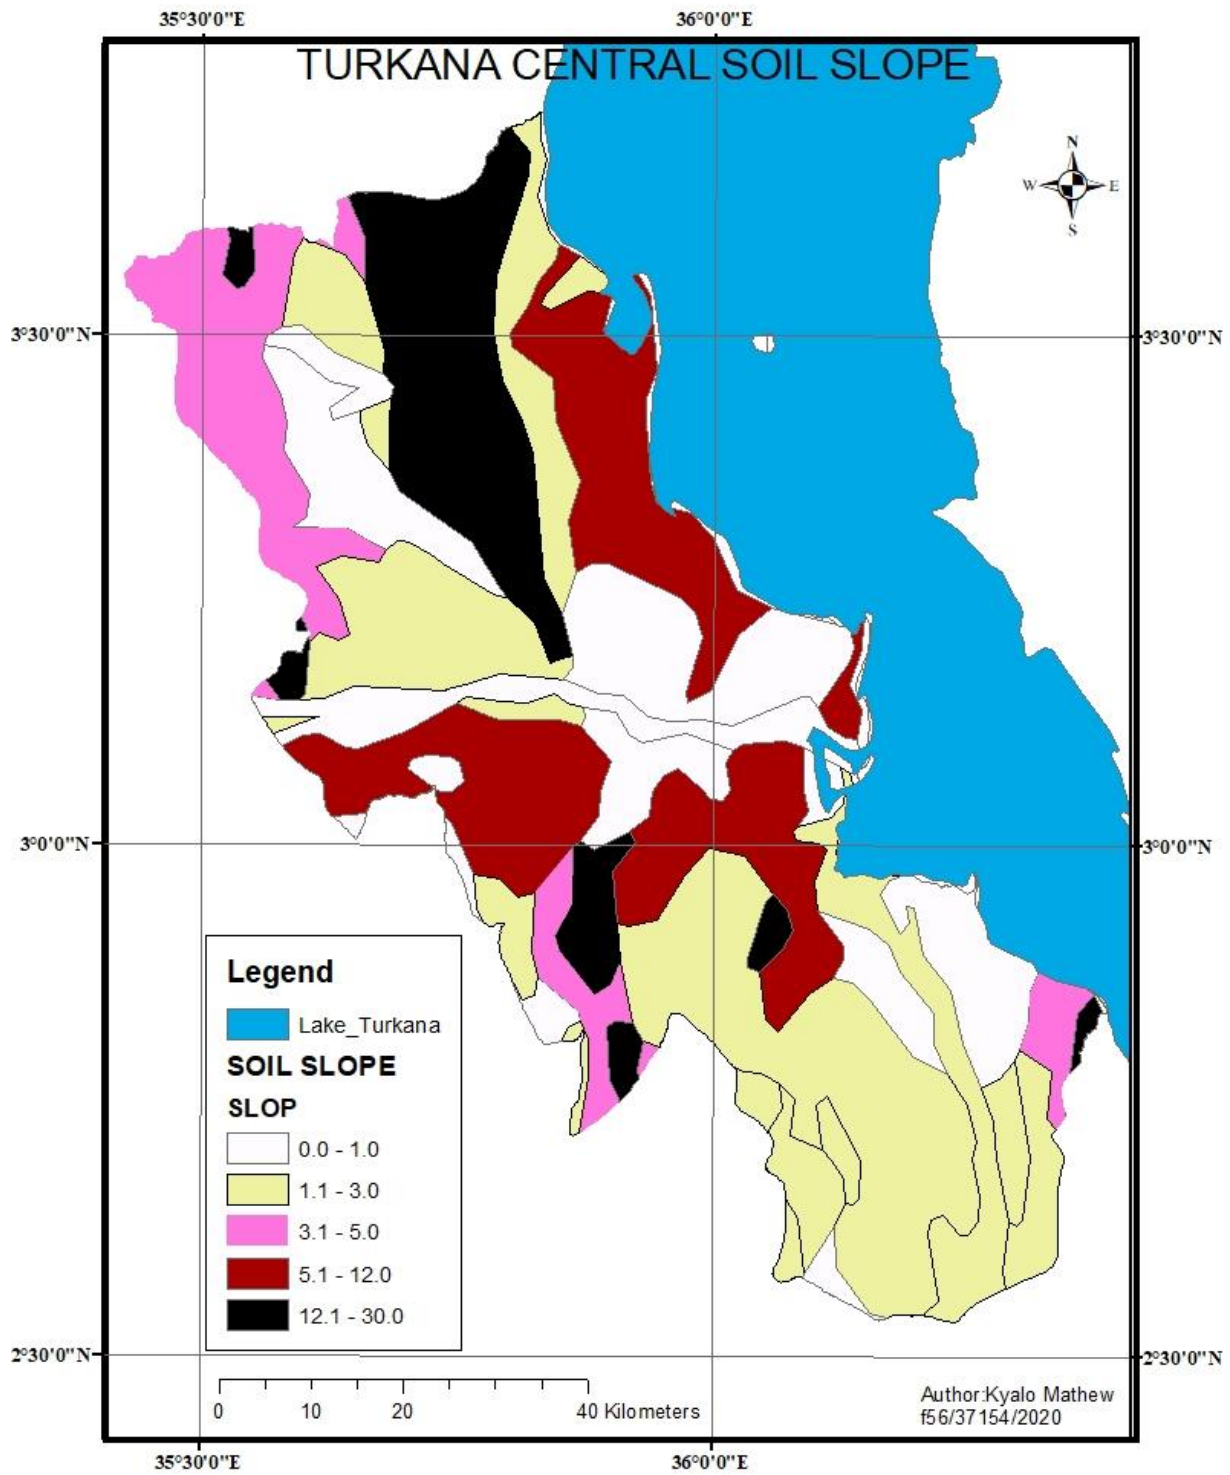 35°30'0"E 36°0'0"E
TURKANA CENTRAL SOIL SLOPE
N
W E
S
3°30'0"N 3°30'0"N
3°0'0"N 3°0'0"N
Legend
Lake_Turkana
SOIL SLOPE
SLOP
0.0 - 1.0
1.1 - 3.0
3.1 - 5.0
5.1 - 12.0
12.1 - 30.0
2°30'0"N 2°30'0"N
0 10 20 40 Kilometers
Author:Kyalo Mathew
f56/37154/2020
35°30'0"E 36°0'0"E